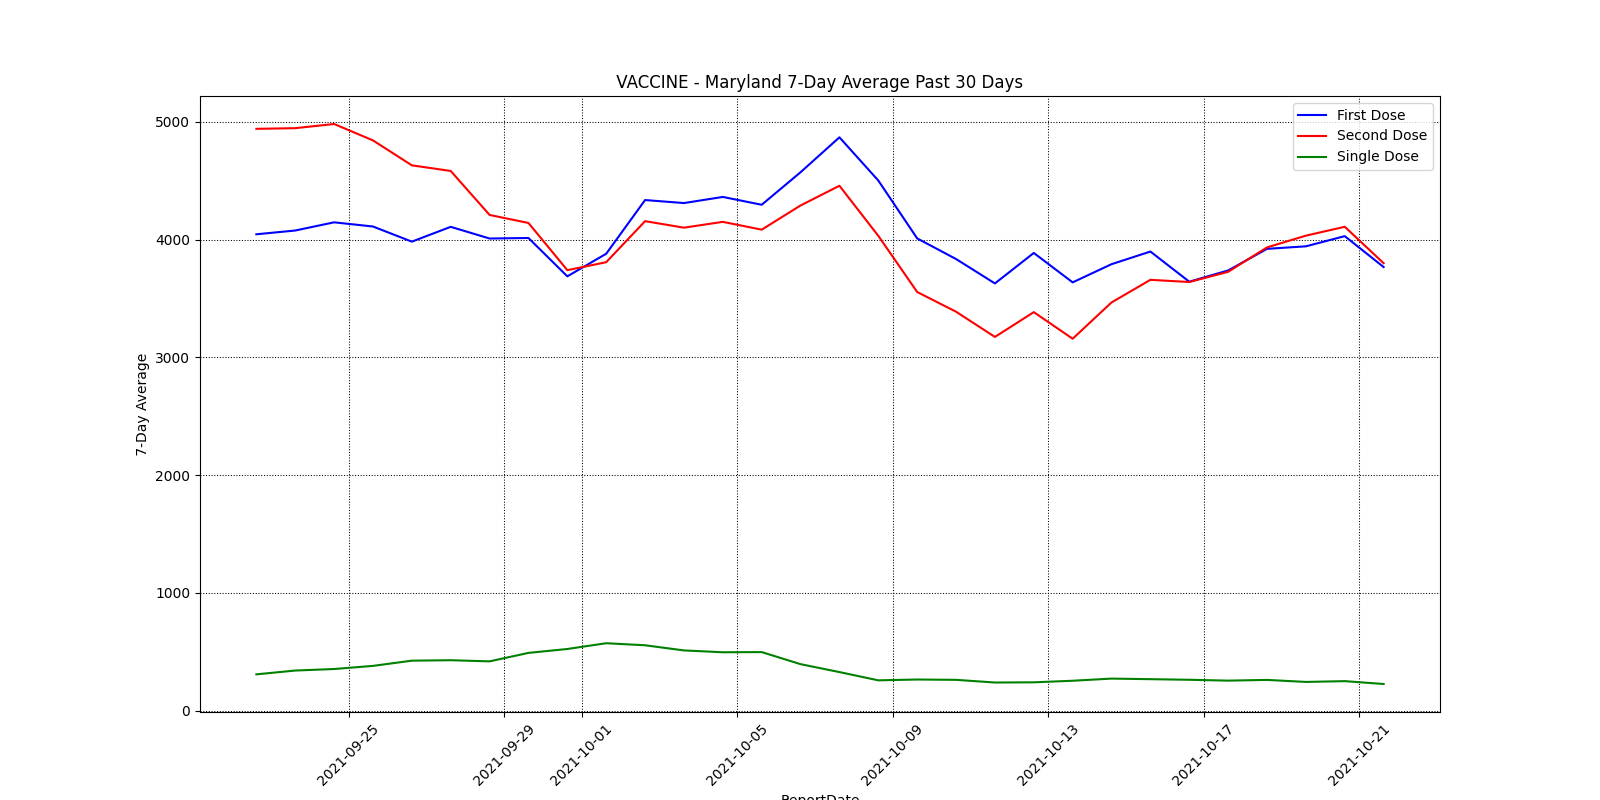 VACCINE - Maryland 7-Day Average Past 30 Days
First Dose
Second Dose
Single Dose
5000
4000
3000
2000
1000
0
7-Day Average
2021-09-25
2021-09-29
2021-10-01
2021-10-05
2021-10-09
2021-10-13
2021-10-17
2021-10-21
ReportDate